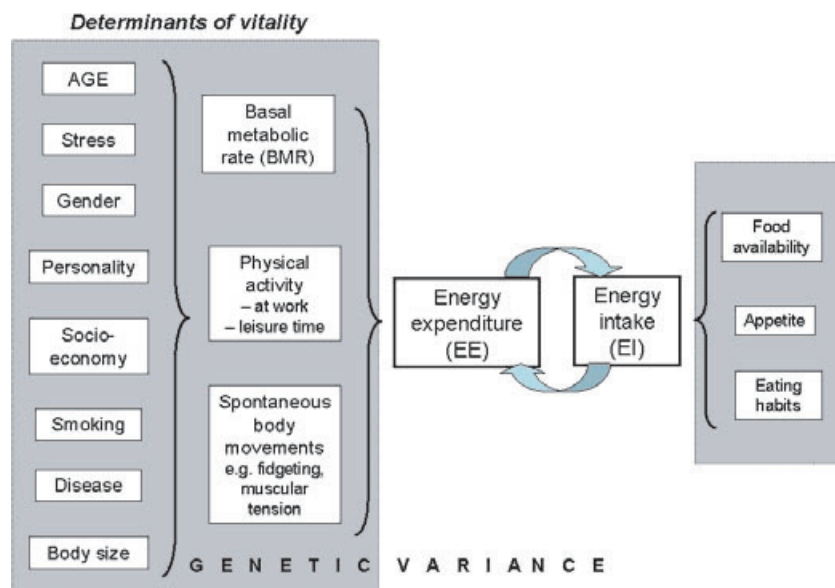 Determinants of vitality
AGE
Stress
Gender
Personality
Socio-
economy
Smoking
Disease
Body size
Basal
metabolic
rate (BMR)
Physical
activity
– at work
– leisure time
Spontaneous
body
movements
e.g. fidgeting,
muscular
tension
Energy
expenditure
(EE)
Energy
intake
(EI)
Food
availability
Appetite
Eating
habits
GENETIC VARIANCE